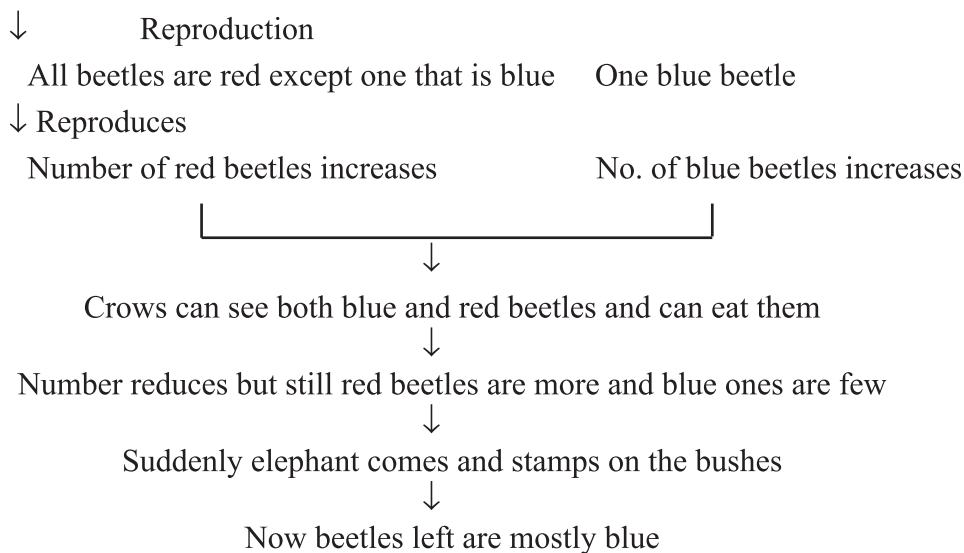 ↓ Reproduction
All beetles are red except one that is blue One blue beetle
↓ Reproduces
Number of red beetles increases No. of blue beetles increases
↓
Crows can see both blue and red beetles and can eat them
↓
Number reduces but still red beetles are more and blue ones are few
↓
Suddenly elephant comes and stamps on the bushes
↓
Now beetles left are mostly blue